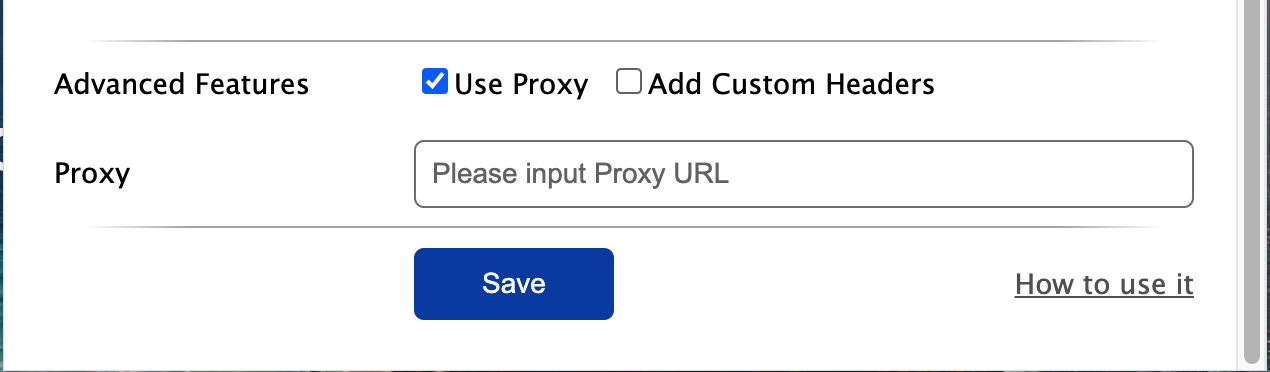 Advanced Features Use Proxy Add Custom Headers
Proxy Please input Proxy URL
Save How to use it